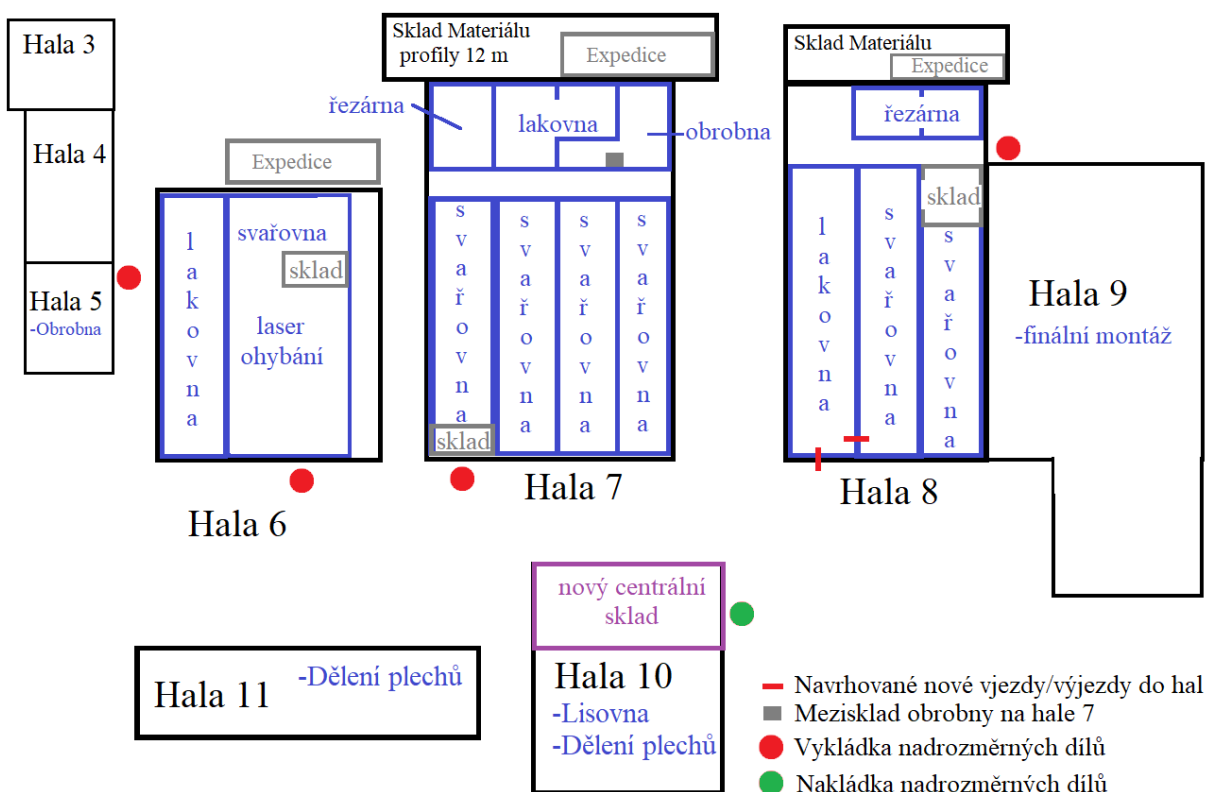 Hala 3
Hala 4
Hala 5
-Obrobna
Expedice
lakovna
svařovna
sklad
laser
ohybání
Hala 6
Sklad Materiálu
profily 12 m
Expedice
řezárna
lakovna
obrobna
svařovna
svařovna
svařovna
svařovna
sklad
Hala 7
Sklad Materiálu
Expedice
řezárna
sklad
lakovna
svařovna
svařovna
Hala 8
Hala 9
-finální montáž
nový centrální
sklad
Hala 10
-Lisovna
-Dělení plechů
Hala 11
-Dělení plechů
Navrhované nové vjezdy/výjezdy do hal
Mezisklad obrobny na hale 7
Vykládka nadrozměrných dílů
Nakládka nadrozměrných dílů